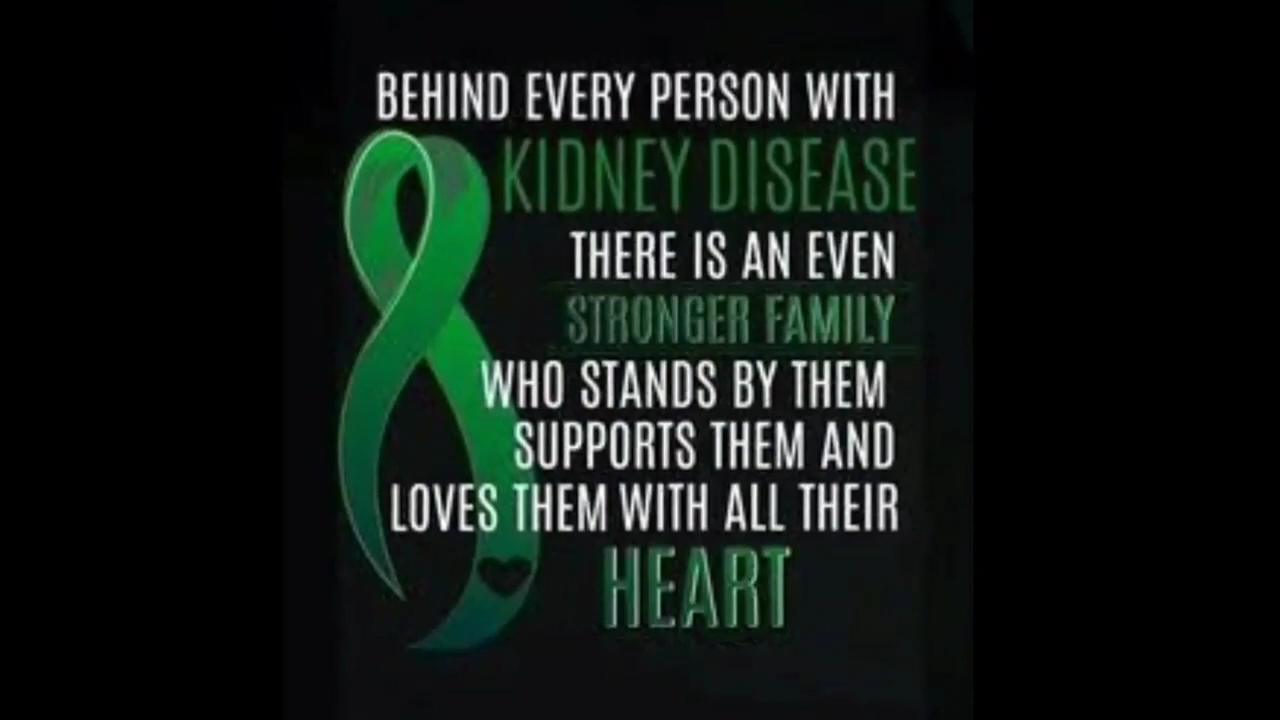 BEHIND EVERY PERSON WITH
KIDNEY DISEASE
THERE IS AN EVEN
STRONGER FAMILY
WHO STANDS BY THEM
SUPPORTS THEM AND
LOVES THEM WITH ALL THEIR
HEART